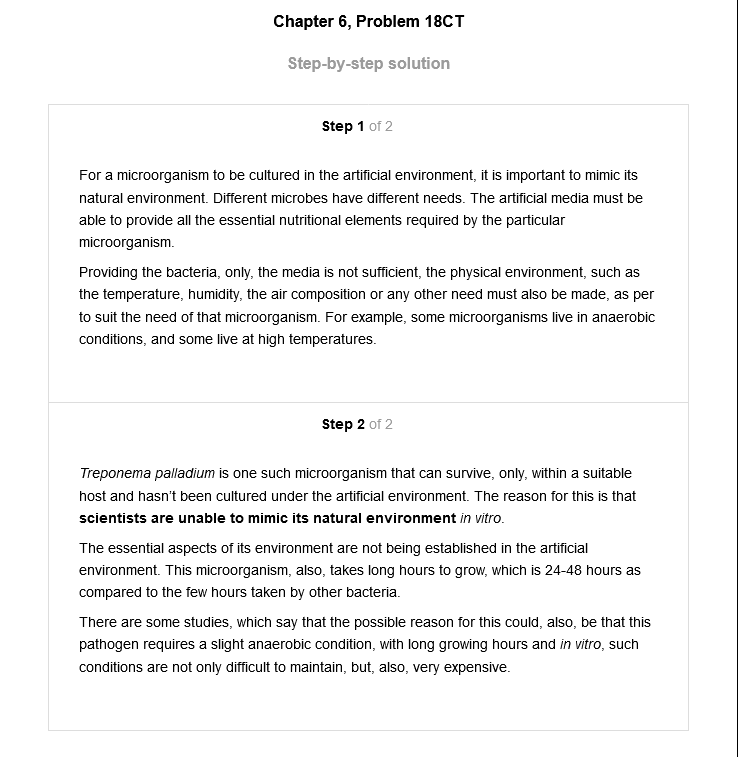 Chapter 6, Problem 18CT
Step-by-step solution
Step 1 of 2
For a microorganism to be cultured in the artificial environment, it is important to mimic its
natural environment. Different microbes have different needs. The artificial media must be
able to provide all the essential nutritional elements required by the particular
microorganism.
Providing the bacteria, only, the media is not sufficient, the physical environment, such as
the temperature, humidity, the air composition or any other need must also be made, as per
to suit the need of that microorganism. For example, some microorganisms live in anaerobic
conditions, and some live at high temperatures.
Step 2 of 2
Treponema palladium is one such microorganism that can survive, only, within a suitable
host and hasn't been cultured under the artificial environment. The reason for this is that
scientists are unable to mimic its natural environment in vitro.
The essential aspects of its environment are not being established in the artificial
environment. This microorganism, also, takes long hours to grow, which is 24-48 hours as
compared to the few hours taken by other bacteria.
There are some studies, which say that the possible reason for this could, also, be that this
pathogen requires a slight anaerobic condition, with long growing hours and in vitro, such
conditions are not only difficult to maintain, but, also, very expensive.